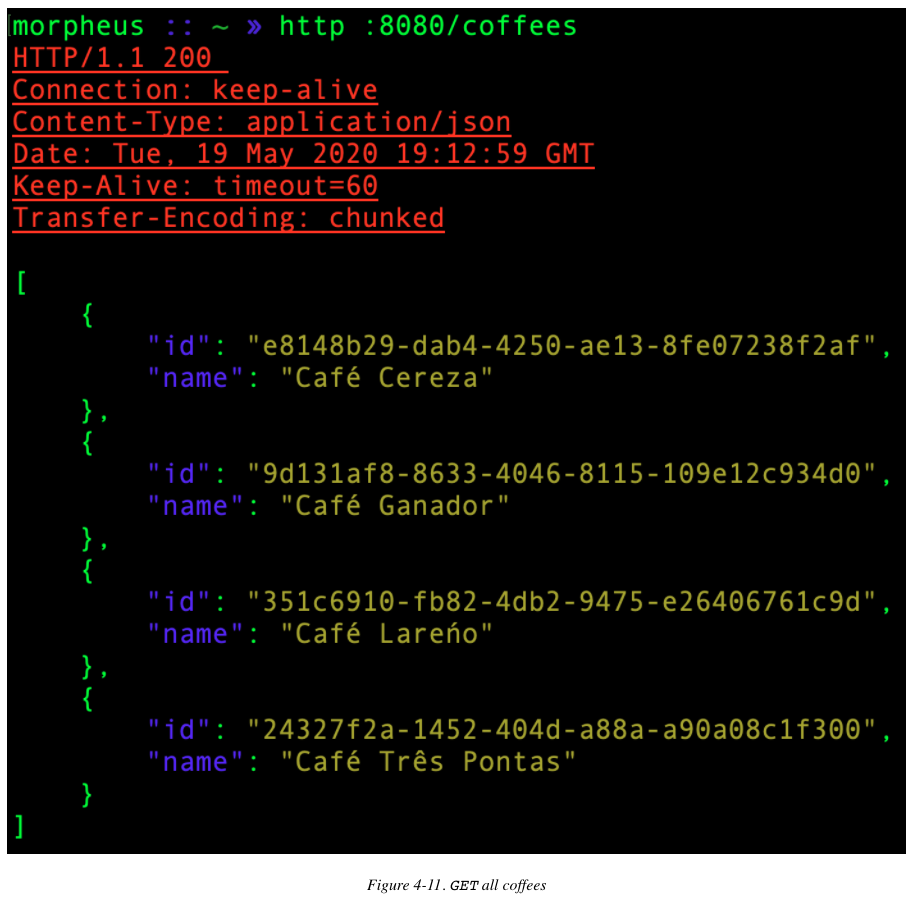 morpheus :: ~ » http :8080/coffees
HTTP/1.1 200
Connection: keep-alive
Content-Type: application/json
Date: Tue, 19 May 2020 19:12:59 GMT
Keep-Alive: timeout=60
Transfer-Encoding: chunked
[
{
"id": "e8148b29-dab4-4250-ae13-8fe07238f2af",
"name": "Café Cereza"
},
{
"id": "9d131af8-8633-4046-8115-109e12c934d0",
"name": "Café Ganador"
},
{
"id": "351c6910-fb82-4db2-9475-e26406761c9d",
"name": "Café Lareńo"
},
{
"id": "24327f2a-1452-404d-a88a-a90a08c1f300",
"name": "Café Três Pontas"
}
]
Figure 4-11. GET all coffees